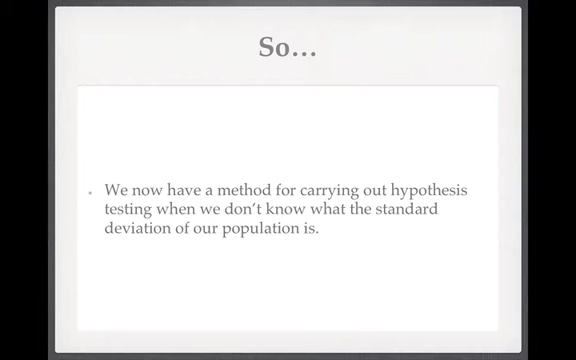 So…
We now have a method for carrying out hypothesis
testing when we don’t know what the standard
deviation of our population is.